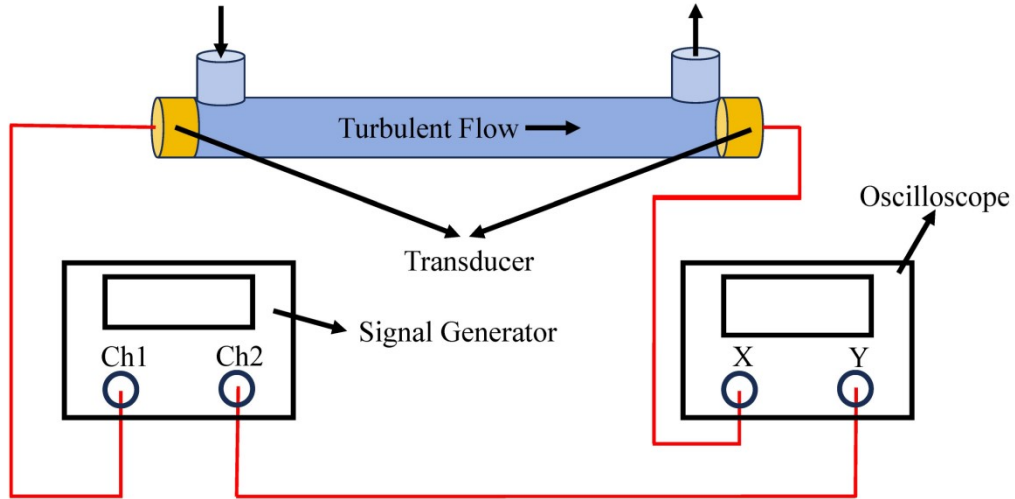 Turbulent Flow
Oscilloscope
Transducer
Signal Generator
Ch1
Ch2
X
Y